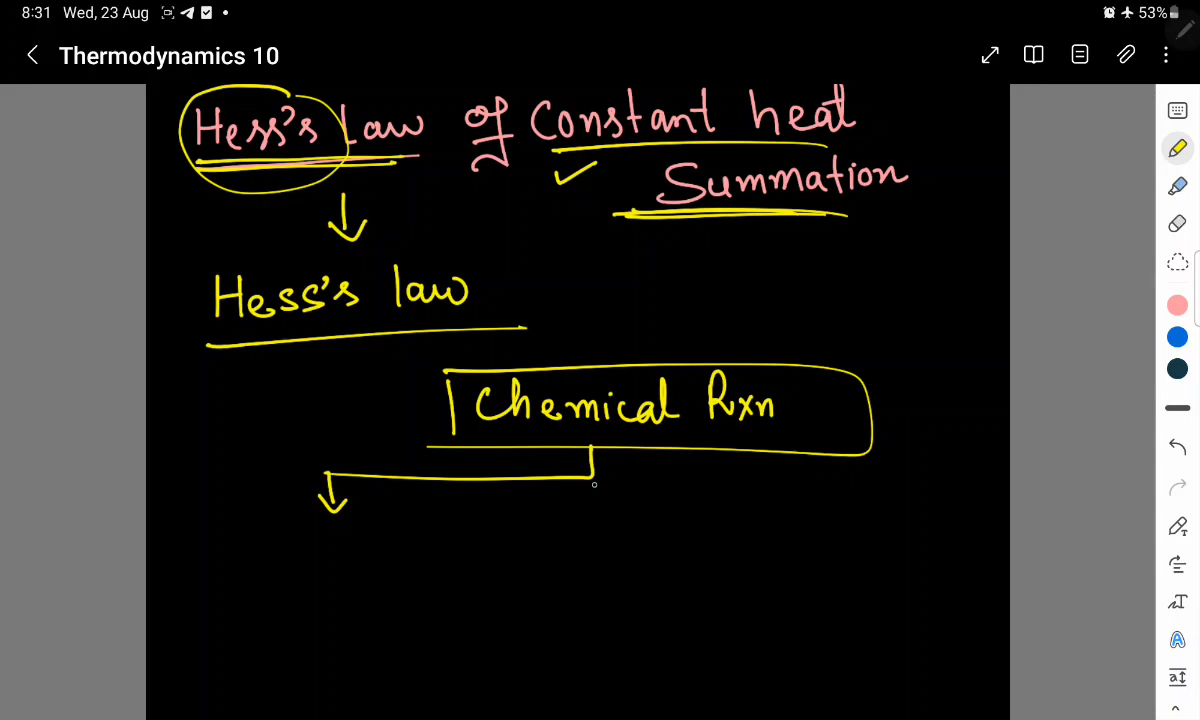 8:31 Wed, 23 Aug
53%
Thermodynamics 10
Hess's Law of Constant heat
Summation
Hess's law
Chemical Rxn